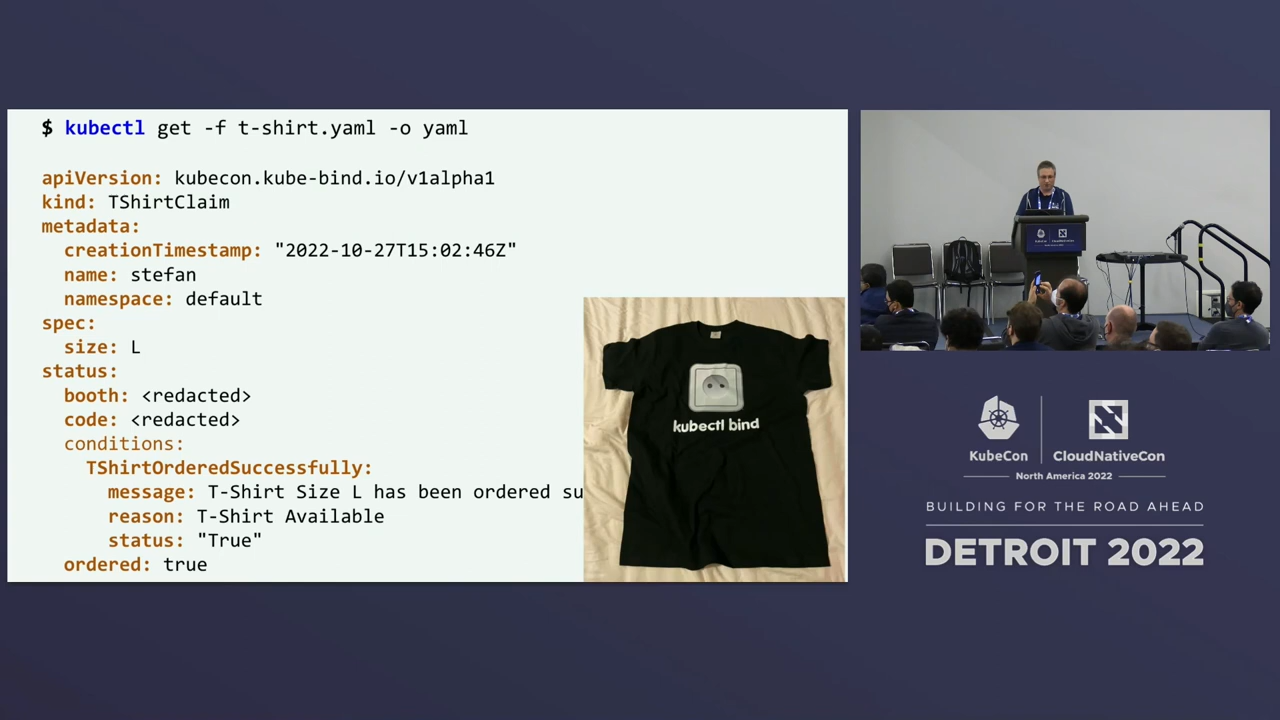 $ kubectl get -f t-shirt.yaml -o yaml
apiVersion: kubecon.kube-bind.io/v1alpha1
kind: TShirtClaim
metadata:
creationTimestamp: "2022-10-27T15:02:46Z"
name: stefan
namespace: default
spec:
size: L
status:
booth: <redacted>
code: <redacted>
conditions:
TShirtOrderedSuccessfully:
message: T-Shirt Size L has been ordered su
reason: T-Shirt Available
status: "True"
ordered: true
kubectl bind
KubeCon
CloudNativeCon
North America 2022
BUILDING FOR THE ROAD AHEAD
DETROIT 2022